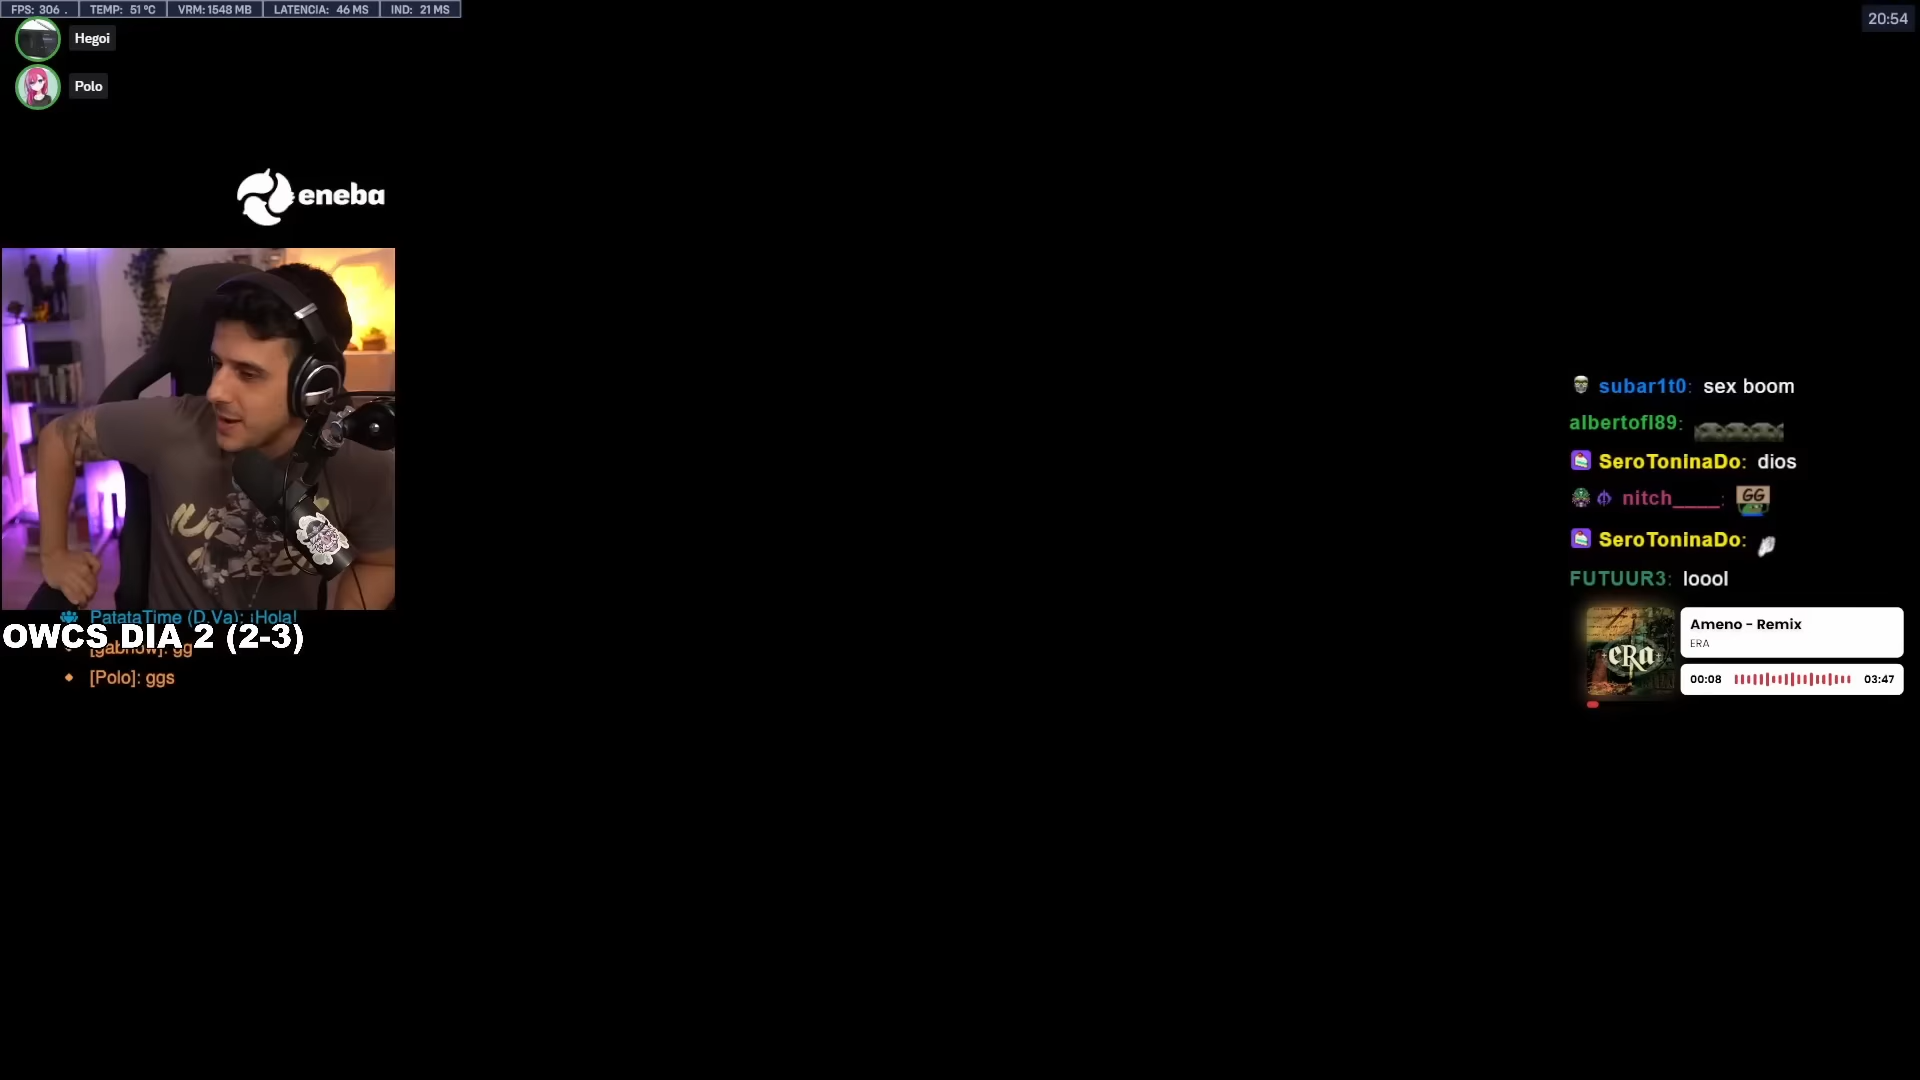 FPS: 306 . TEMP: 51 °C VRM: 1548 MB LATENCIA: 46 MS IND: 21 MS
20:54
Hegoi
Polo
eneba
PatataTime (D.Va): ¡Hola!
OWCS DIA 2 (2-3)
[gabnow]: gg
[Polo]: ggs
subar1t0: sex boom
albertofl89:
SeroToninaDo: dios
nitch____: GG
SeroToninaDo:
FUTUUR3: loool
era
Ameno - Remix
ERA
00:08 03:47